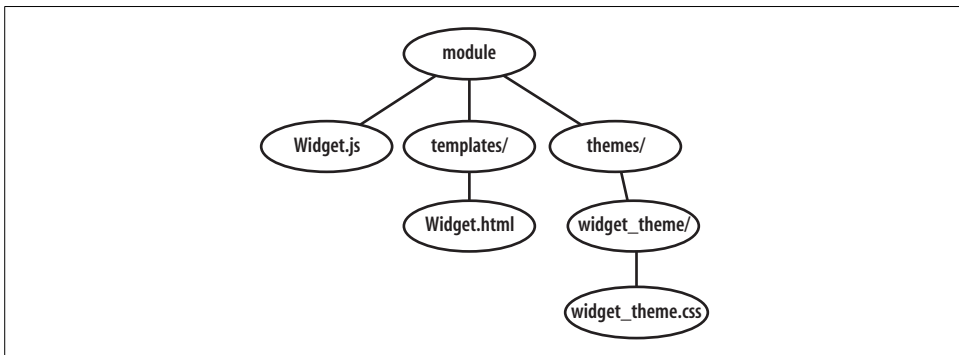 module
Widget.js
templates/
themes/
Widget.html
widget_theme/
widget_theme.css